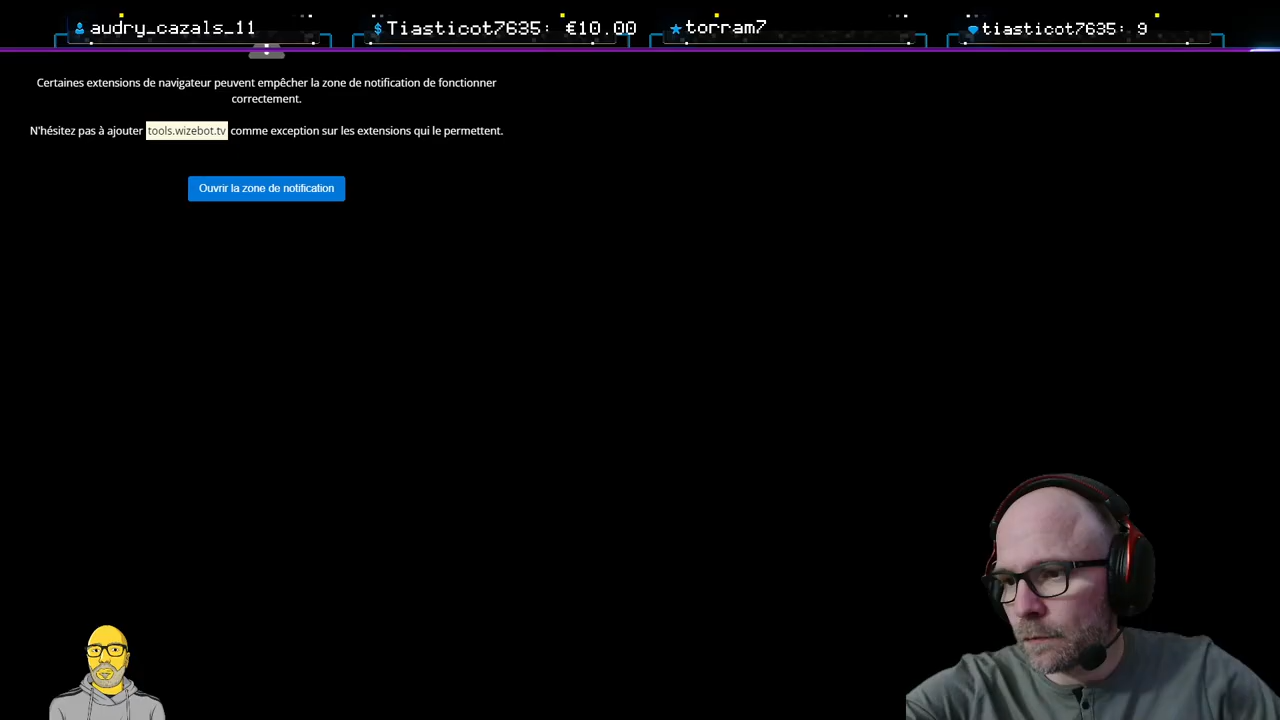 audry_cazals_11
Tiasticot7635: €10.00
torram7
tiasticot7635: 9
Certaines extensions de navigateur peuvent empêcher la zone de notification de fonctionner
correctement.
N'hésitez pas à ajouter tools.wizebot.tv comme exception sur les extensions qui le permettent.
Ouvrir la zone de notification